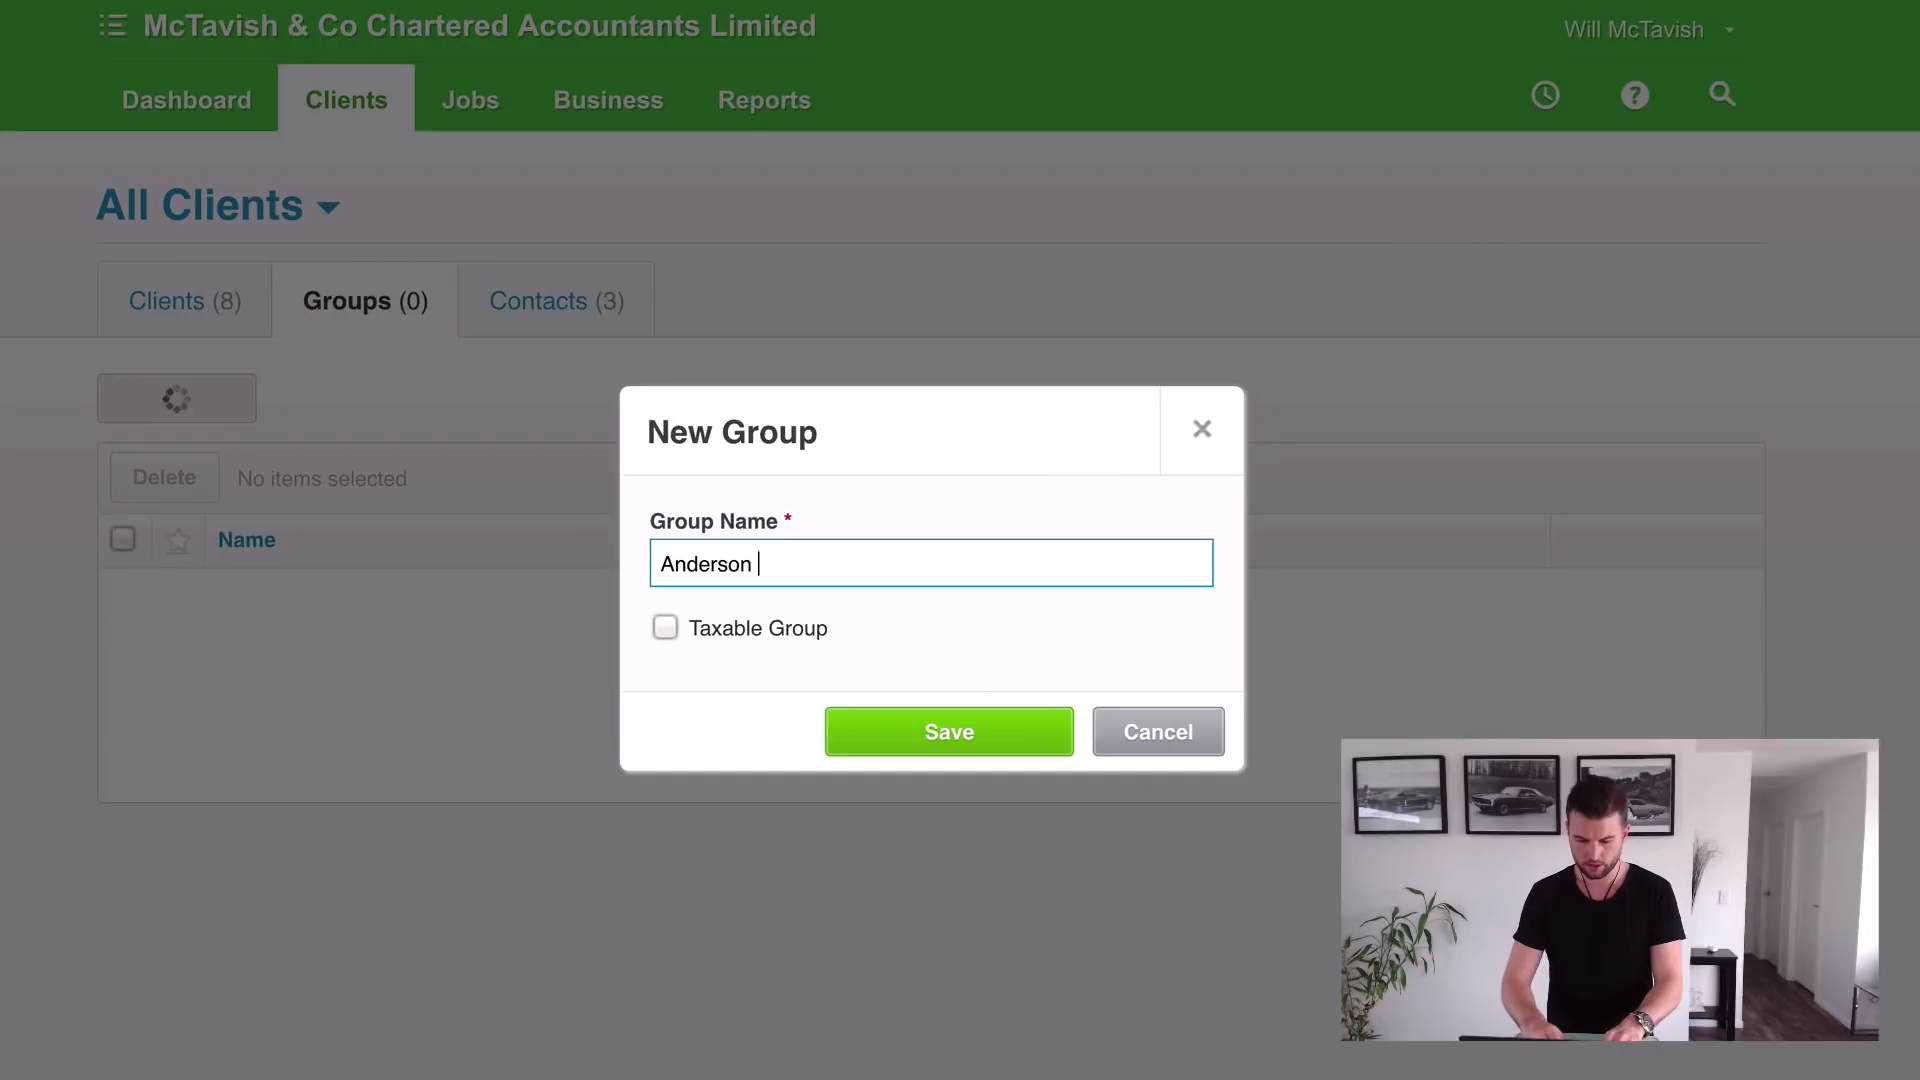 McTavish & Co Chartered Accountants Limited
Will McTavish
Dashboard
Clients
Jobs
Business
Reports
?
All Clients
Clients (8)
Groups (0)
Contacts (3)
Delete
No items selected
Name
New Group
Group Name *
Anderson
Taxable Group
Save
Cancel